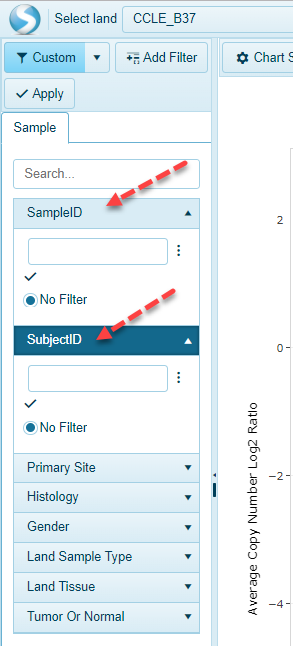 Select land CCLE_B37
Custom Add Filter Chart S
Apply
Sample
Search...
SampleID
No Filter
SubjectID
No Filter
Primary Site
Histology
Gender
Land Sample Type
Land Tissue
Tumor Or Normal
2
0
−2
−4
Average Copy Number Log2 Ratio